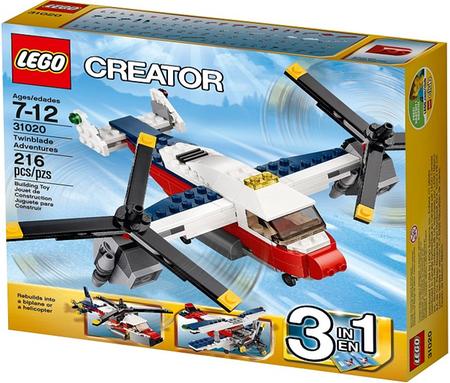 LEGO
CREATOR
Ages/edades
7-12
31020
Twinblade
Adventures
216
pcs/pzs
Building Toy
Jouet de
Construction
Juguete para
Construir
Rebuilds into
a biplane or
a helicopter
3 IN 1
EN
LEGO
31020